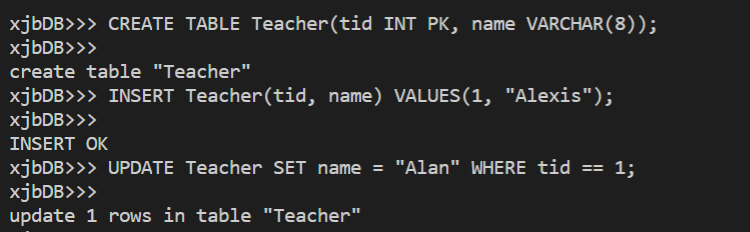 xjbDB>>> CREATE TABLE Teacher(tid INT PK, name VARCHAR(8));
xjbDB>>>
create table "Teacher"
xjbDB>>> INSERT Teacher(tid, name) VALUES(1, "Alexis");
xjbDB>>>
INSERT OK
xjbDB>>> UPDATE Teacher SET name = "Alan" WHERE tid == 1;
xjbDB>>>
update 1 rows in table "Teacher"